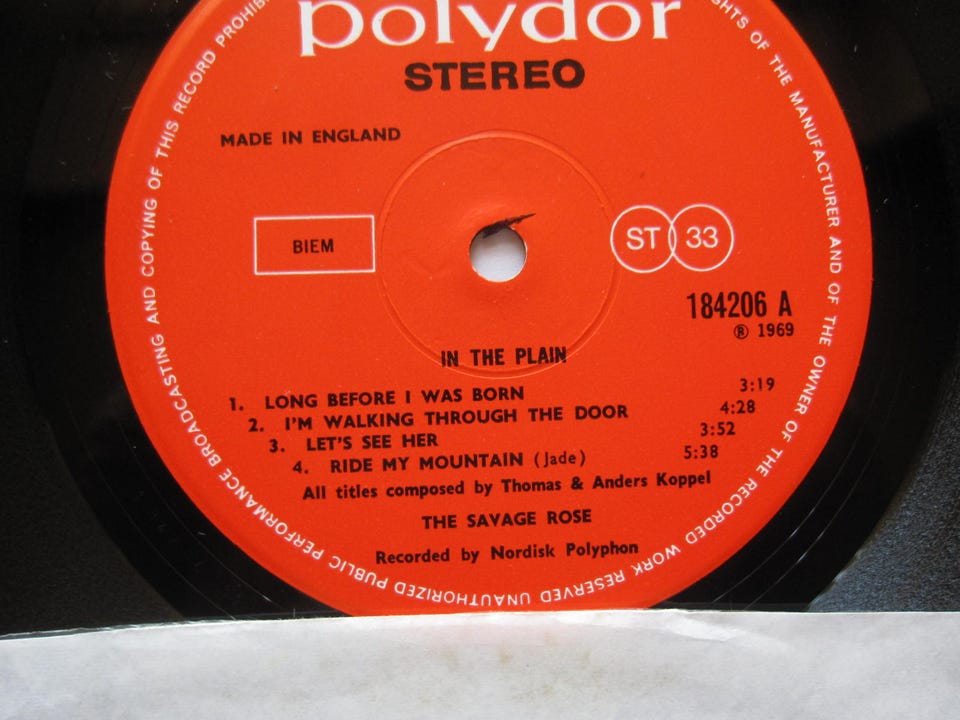 polydor
STEREO
MADE IN ENGLAND
BIEM
ST 33
184206 A
℗ 1969
IN THE PLAIN
1. LONG BEFORE I WAS BORN 3:19
2. I'M WALKING THROUGH THE DOOR 4:28
3. LET'S SEE HER 3:52
4. RIDE MY MOUNTAIN (Jade) 5:38
All titles composed by Thomas & Anders Koppel
THE SAVAGE ROSE
Recorded by Nordisk Polyphon
OF THE MANUFACTURER AND OF THE OWNER OF THE RECORDED WORK RESERVED UNAUTHORIZED PUBLIC PERFORMANCE BROADCASTING AND COPYING OF THIS RECORD